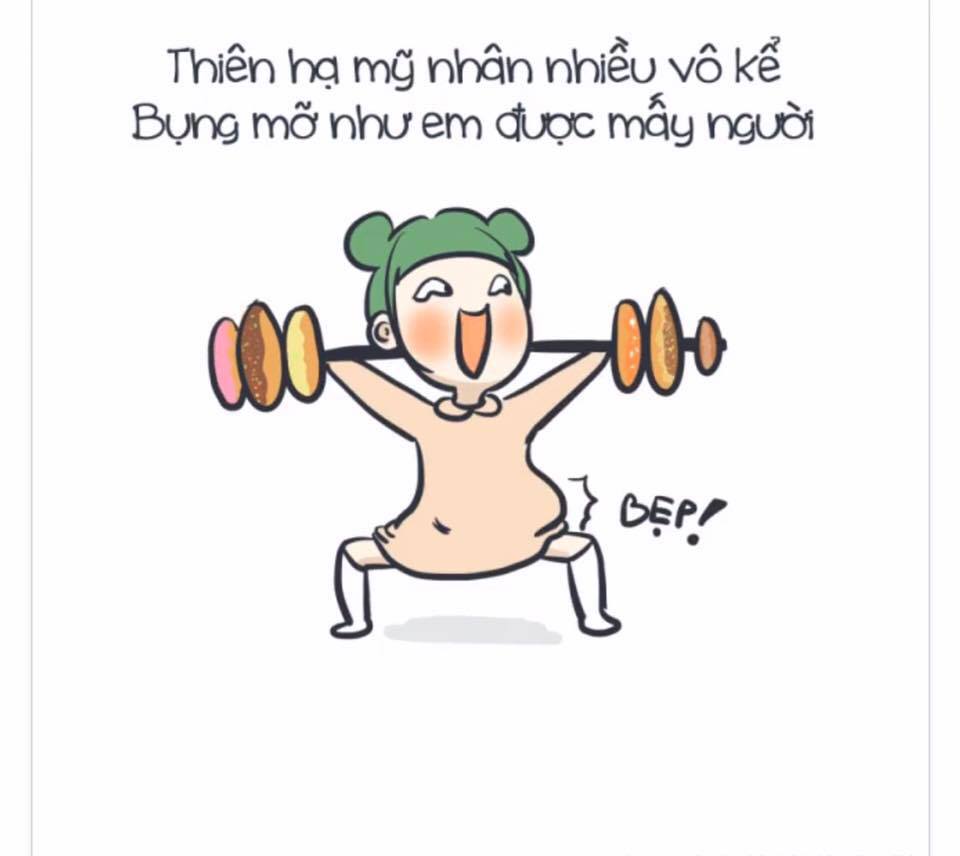 Thiên hạ mỹ nhân nhiều vô kể
Bụng mỡ như em được mấy người
BẸP!